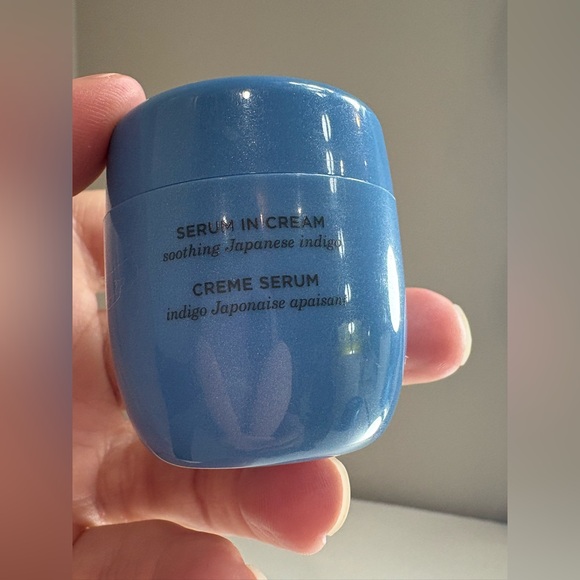 SERUM IN CREAM
soothing Japanese indigo
CREME SERUM
indigo Japonaise apaisant